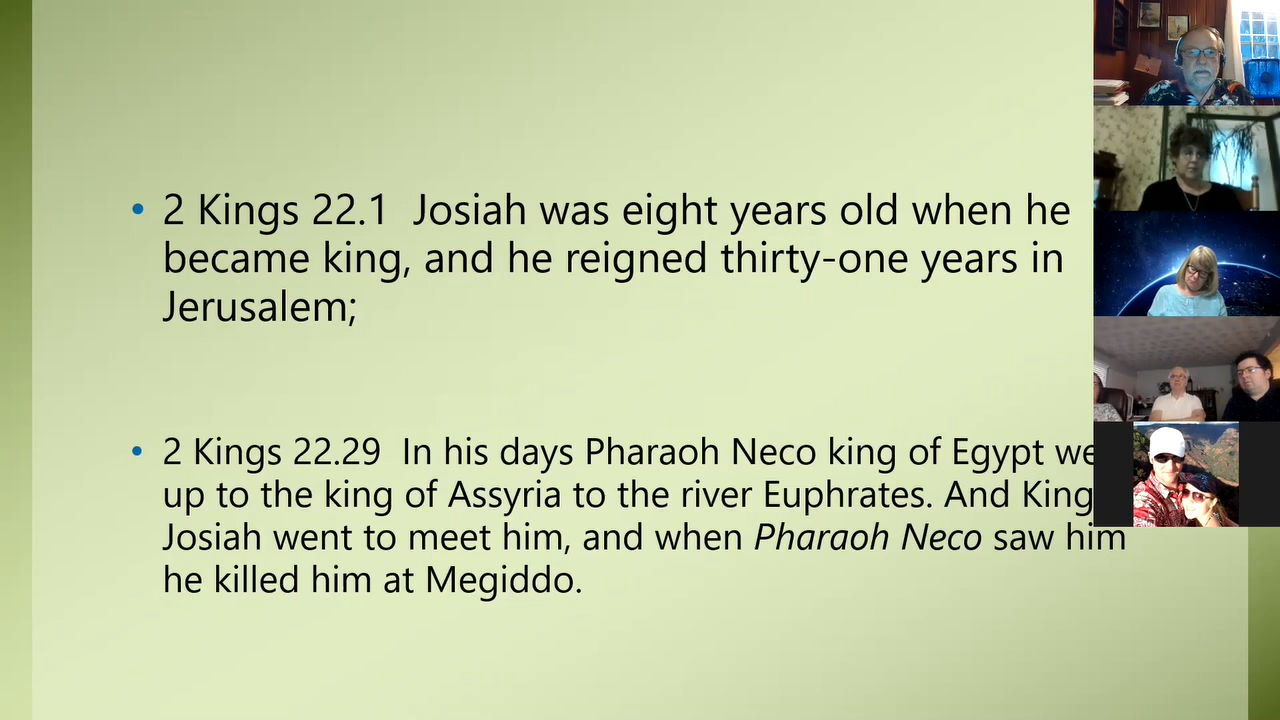 • 2 Kings 22.1 Josiah was eight years old when he
became king, and he reigned thirty-one years in
Jerusalem;
• 2 Kings 22.29 In his days Pharaoh Neco king of Egypt
up to the king of Assyria to the river Euphrates. And King
Josiah went to meet him, and when Pharaoh Neco saw him
he killed him at Megiddo.